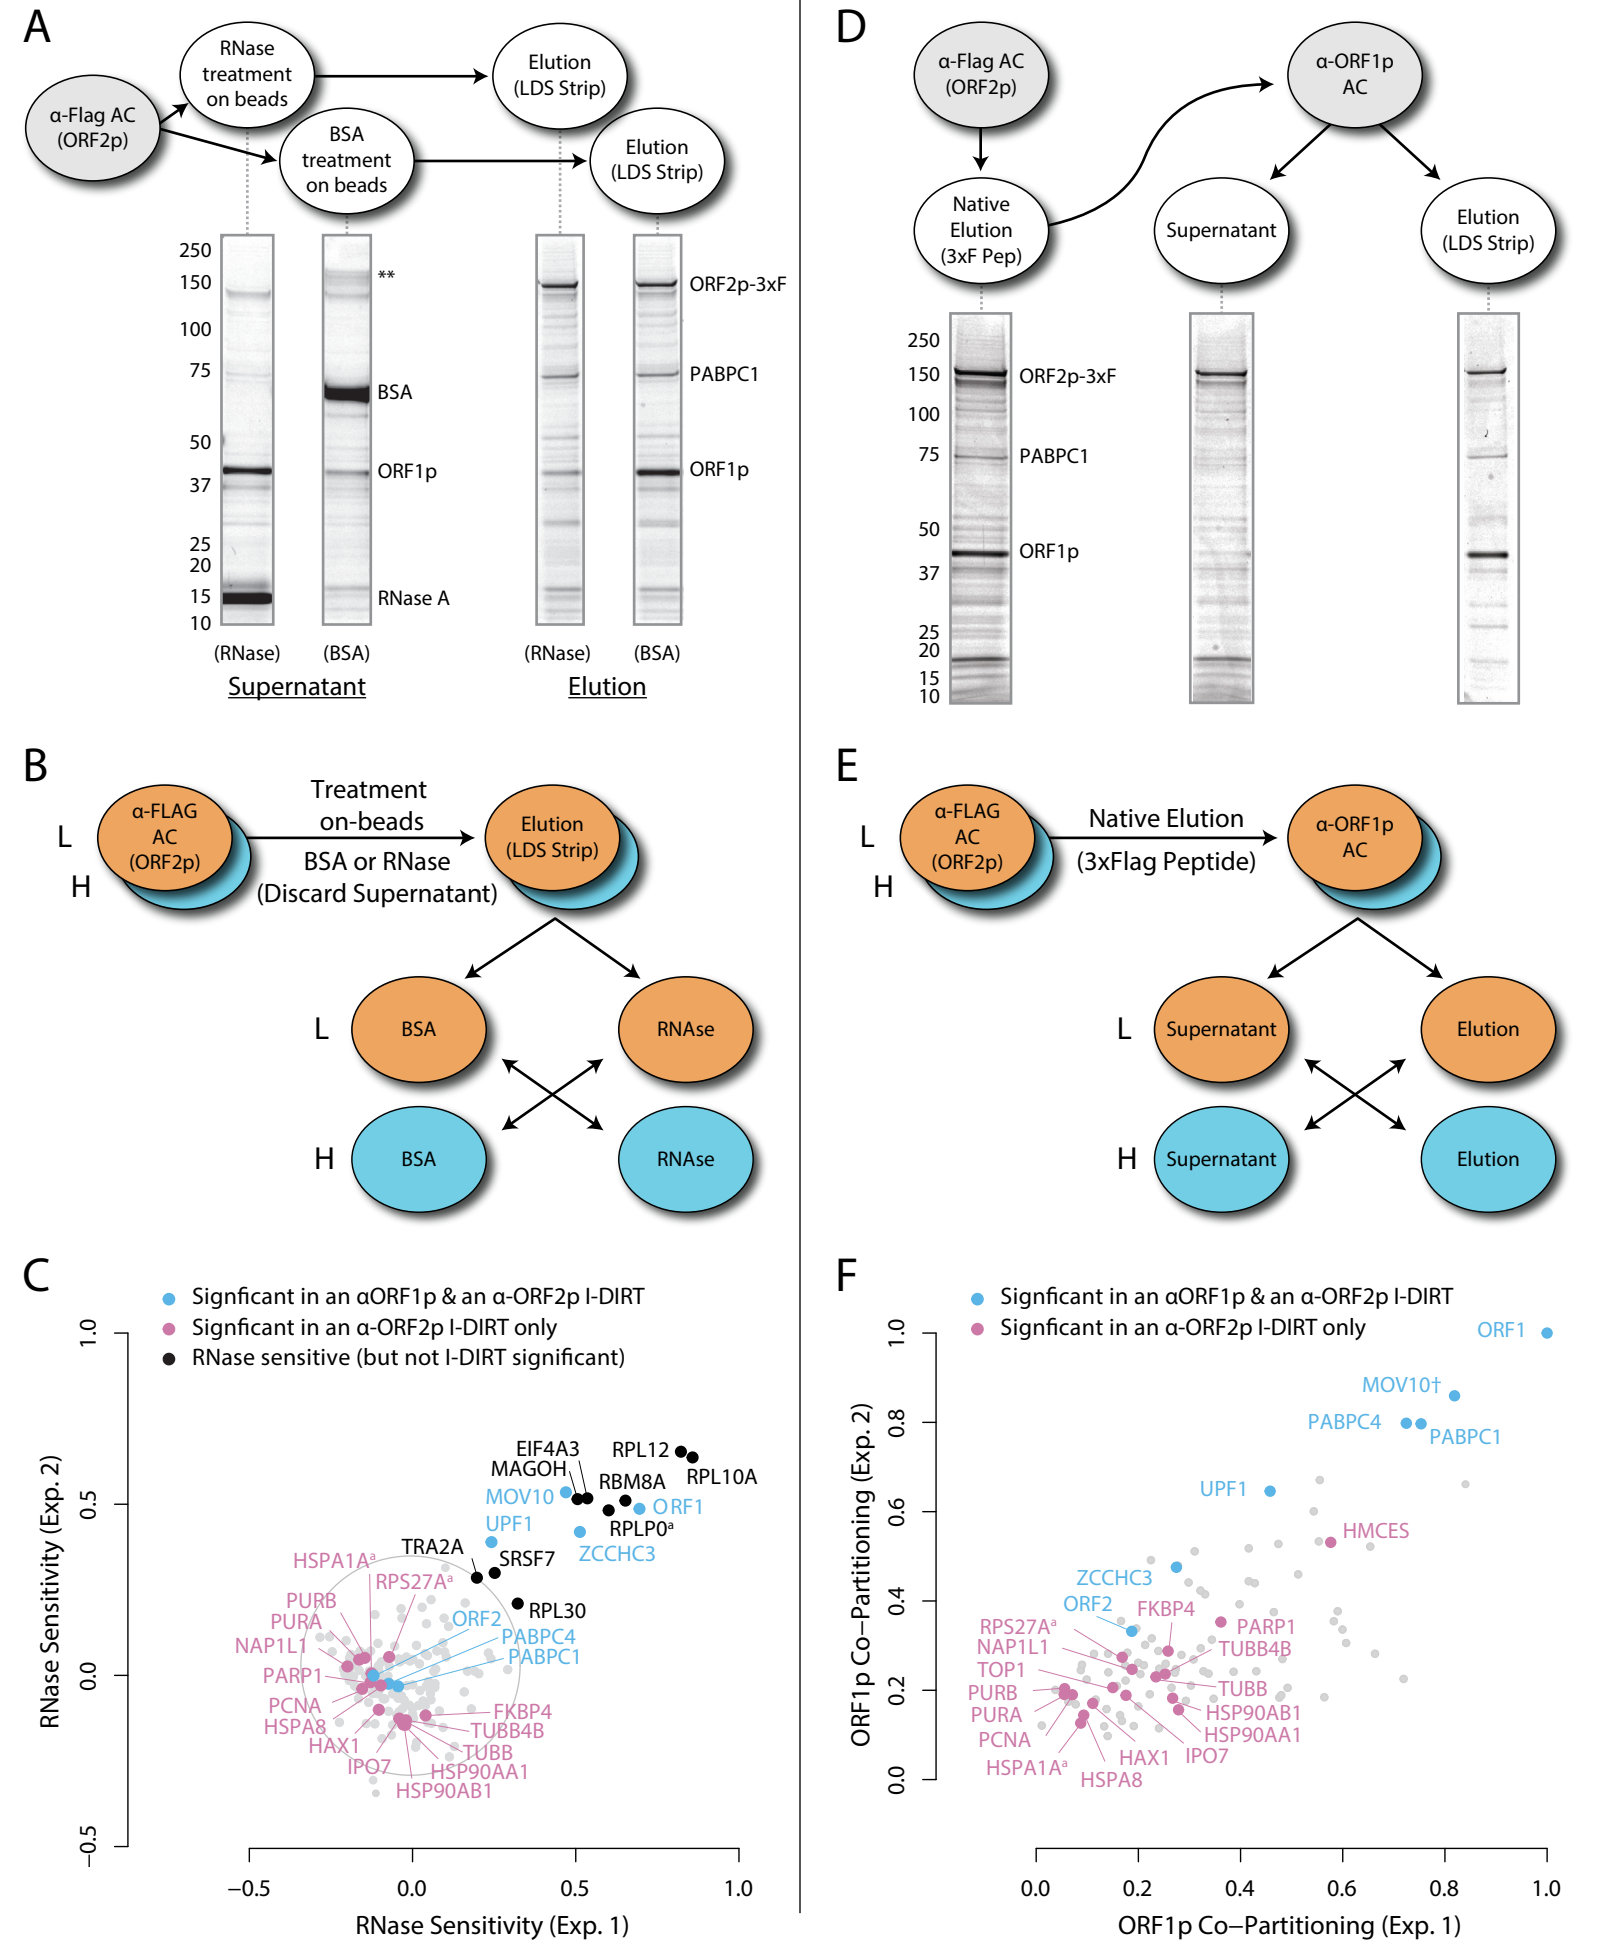 A
α-Flag AC
(ORF2p)
RNase
treatment
on beads
BSA
treatment
on beads
Elution
(LDS Strip)
Elution
(LDS Strip)
250
150
100
75
50
37
25
20
15
10
**
BSA
ORF1p
RNase A
ORF2p-3xF
PABPC1
ORF1p
(RNase)
(BSA)
(RNase)
(BSA)
Supernatant
Elution
D
α-Flag AC
(ORF2p)
α-ORF1p
AC
Native
Elution
(3xF Pep)
Supernatant
Elution
(LDS Strip)
250
150
100
75
50
37
25
20
15
10
ORF2p-3xF
PABPC1
ORF1p
B
L
H
α-FLAG
AC
(ORF2p)
Treatment
on-beads
BSA or RNase
(Discard Supernatant)
Elution
(LDS Strip)
L
BSA
RNAse
H
BSA
RNAse
E
L
H
α-FLAG
AC
(ORF2p)
Native Elution
(3xFlag Peptide)
α-ORF1p
AC
L
Supernatant
Elution
H
Supernatant
Elution
C
Signficant in an αORF1p & an α-ORF2p I-DIRT
Signficant in an α-ORF2p I-DIRT only
RNase sensitive (but not I-DIRT significant)
RNase Sensitivity (Exp. 2)
1.0
0.5
0.0
−0.5
EIF4A3
MAGOH
RPL12
RPL10A
RBM8A
MOV10
ORF1
UPF1
RPLP0ᵃ
ZCCHC3
TRA2A
SRSF7
HSPA1Aᵃ
RPS27Aᵃ
RPL30
PURB
PURA
ORF2
NAP1L1
PABPC4
PABPC1
PARP1
PCNA
HSPA8
FKBP4
TUBB4B
HAX1
TUBB
IPO7
HSP90AA1
HSP90AB1
−0.5
0.0
0.5
1.0
RNase Sensitivity (Exp. 1)
F
Signficant in an αORF1p & an α-ORF2p I-DIRT
Signficant in an α-ORF2p I-DIRT only
ORF1p Co−Partitioning (Exp. 2)
1.0
0.8
0.6
0.4
0.2
0.0
ORF1
MOV10†
PABPC4
PABPC1
UPF1
HMCES
ZCCHC3
ORF2
FKBP4
RPS27Aᵃ
PARP1
NAP1L1
TUBB4B
TOP1
TUBB
PURB
HSP90AB1
PURA
HSP90AA1
PCNA
IPO7
HAX1
HSPA1Aᵃ
HSPA8
0.0
0.2
0.4
0.6
0.8
1.0
ORF1p Co−Partitioning (Exp. 1)